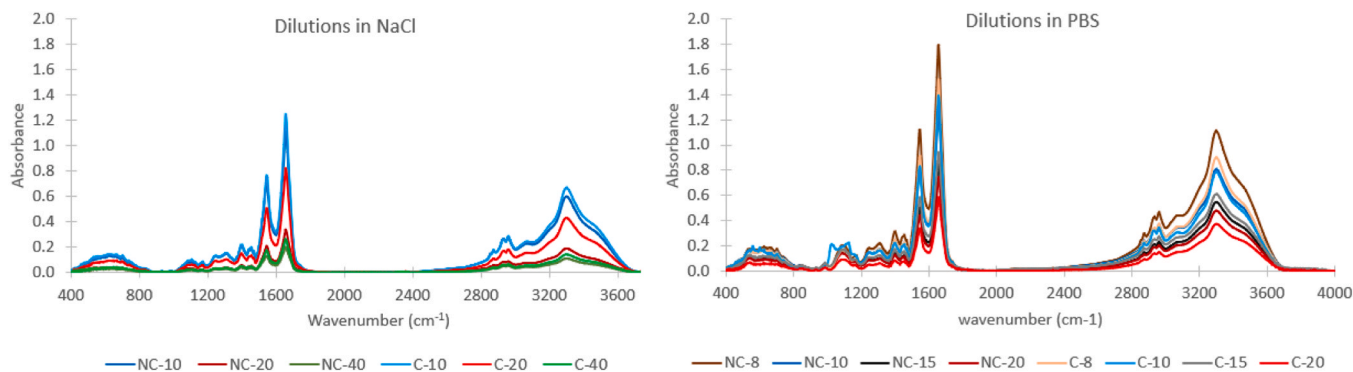 Dilutions in NaCl
2.0
1.8
1.6
1.4
1.2
1.0
0.8
0.6
0.4
0.2
0.0
Absorbance
400 800 1200 1600 2000 2400 2800 3200 3600
Wavenumber (cm-1)
NC-10 NC-20 NC-40 C-10 C-20 C-40
Dilutions in PBS
2.0
1.8
1.6
1.4
1.2
1.0
0.8
0.6
0.4
0.2
0.0
Absorbance
400 800 1200 1600 2000 2400 2800 3200 3600 4000
wavenumber (cm-1)
NC-8 NC-10 NC-15 NC-20 C-8 C-10 C-15 C-20